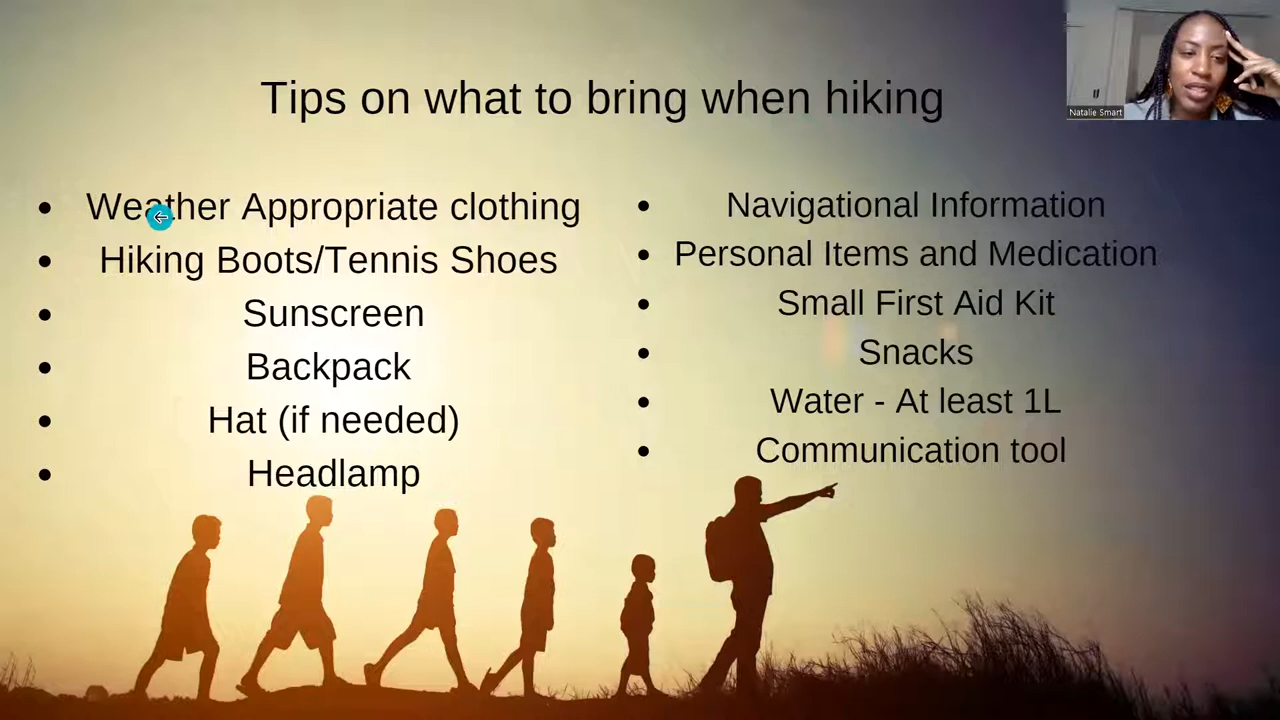 Tips on what to bring when hiking
Weather Appropriate clothing
Hiking Boots/Tennis Shoes
Sunscreen
Backpack
Hat (if needed)
Headlamp
Navigational Information
Personal Items and Medication
Small First Aid Kit
Snacks
Water - At least 1L
Communication tool
Natalie Smart